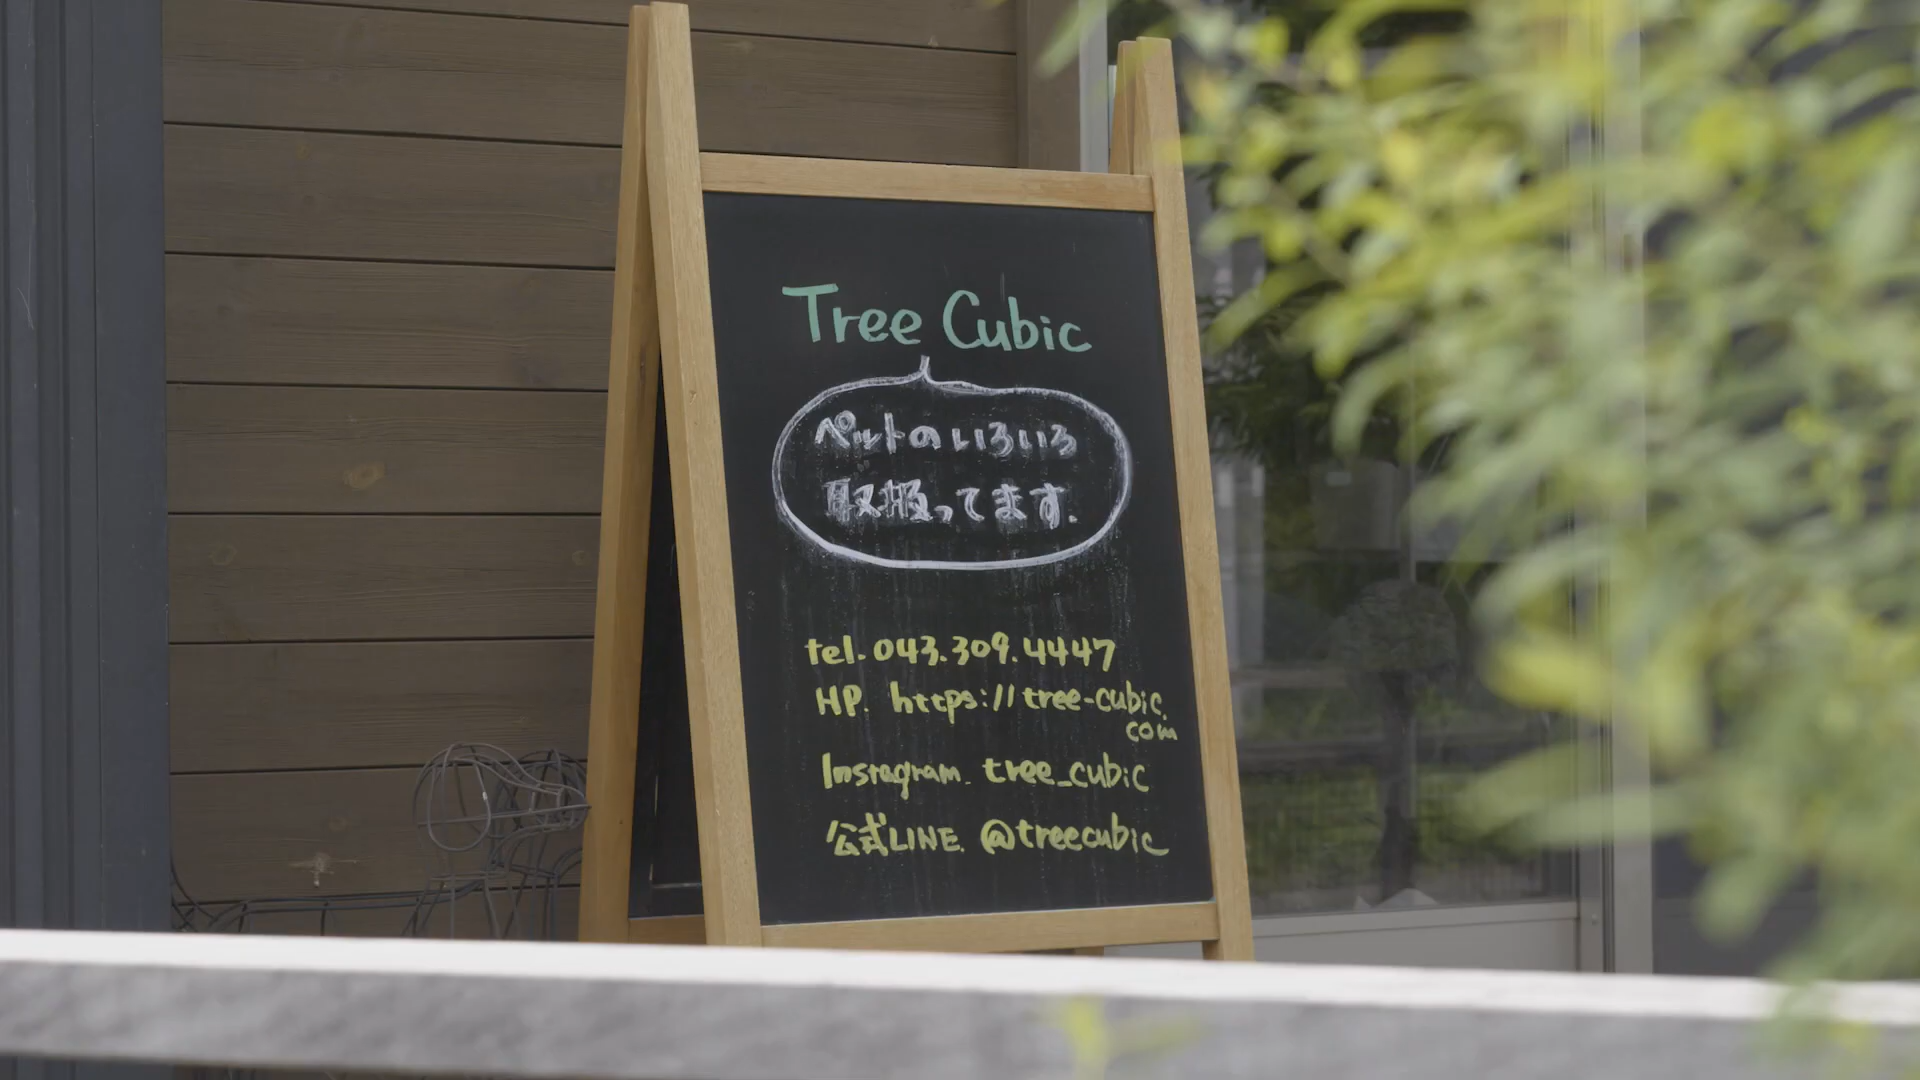 Tree Cubic
ペットのいろいろ
取扱ってます.
tel. 043.309.4447
HP. https://tree-cubic.
com
Instagram. tree_cubic
公式LINE. @treecubic